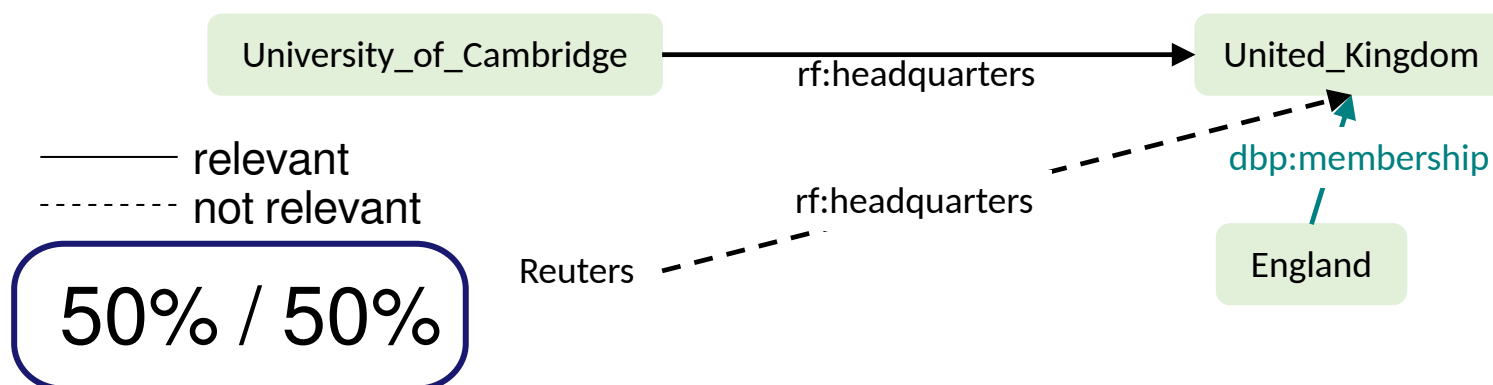 University_of_Cambridge
rf:headquarters
United_Kingdom
relevant
not relevant
dbp:membership
rf:headquarters
Reuters
England
50% / 50%